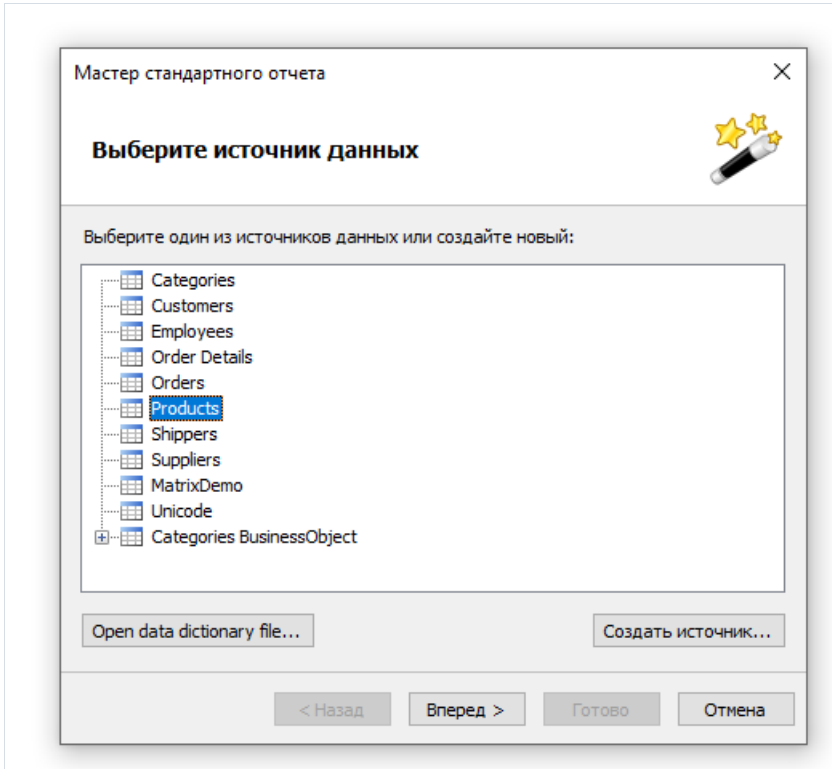 Мастер стандартного отчета
Выберите источник данных
Выберите один из источников данных или создайте новый:
Categories
Customers
Employees
Order Details
Orders
Products
Shippers
Suppliers
MatrixDemo
Unicode
Categories BusinessObject
Open data dictionary file... Создать источник...
< Назад Вперед > Готово Отмена